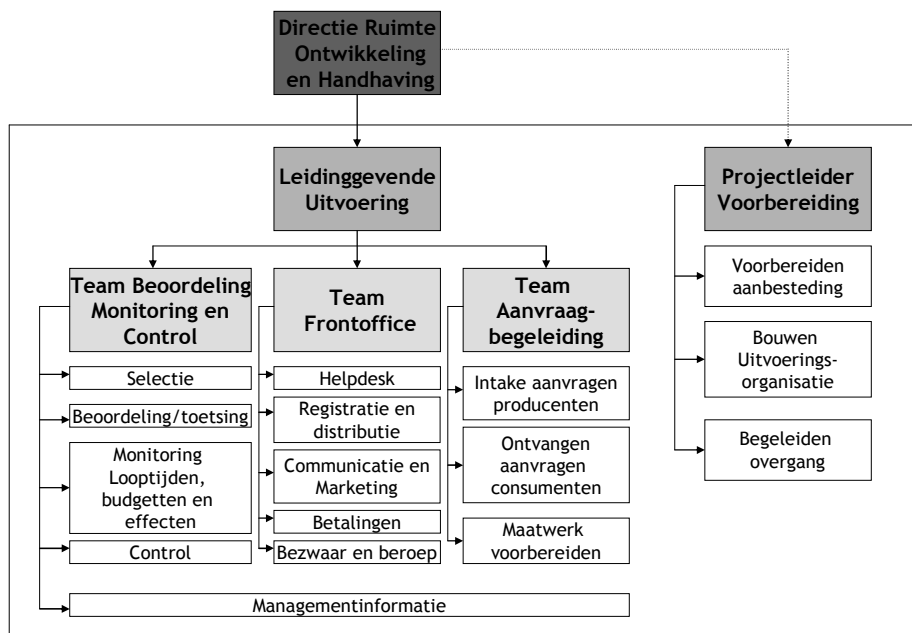 Directie Ruimte
Ontwikkeling
en Handhaving
Leidinggevende
Uitvoering
Projectleider
Voorbereiding
Team Beoordeling
Monitoring en
Control
Selectie
Beoordeling/toetsing
Monitoring
Looptijden,
budgetten en
effecten
Control
Team
Frontoffice
Helpdesk
Registratie en
distributie
Communicatie en
Marketing
Betalingen
Bezwaar en beroep
Team
Aanvraag-
begeleiding
Intake aanvragen
producenten
Ontvangen
aanvragen
consumenten
Maatwerk
voorbereiden
Managementinformatie
Voorbereiden
aanbesteding
Bouwen
Uitvoerings-
organisatie
Begeleiden
overgang